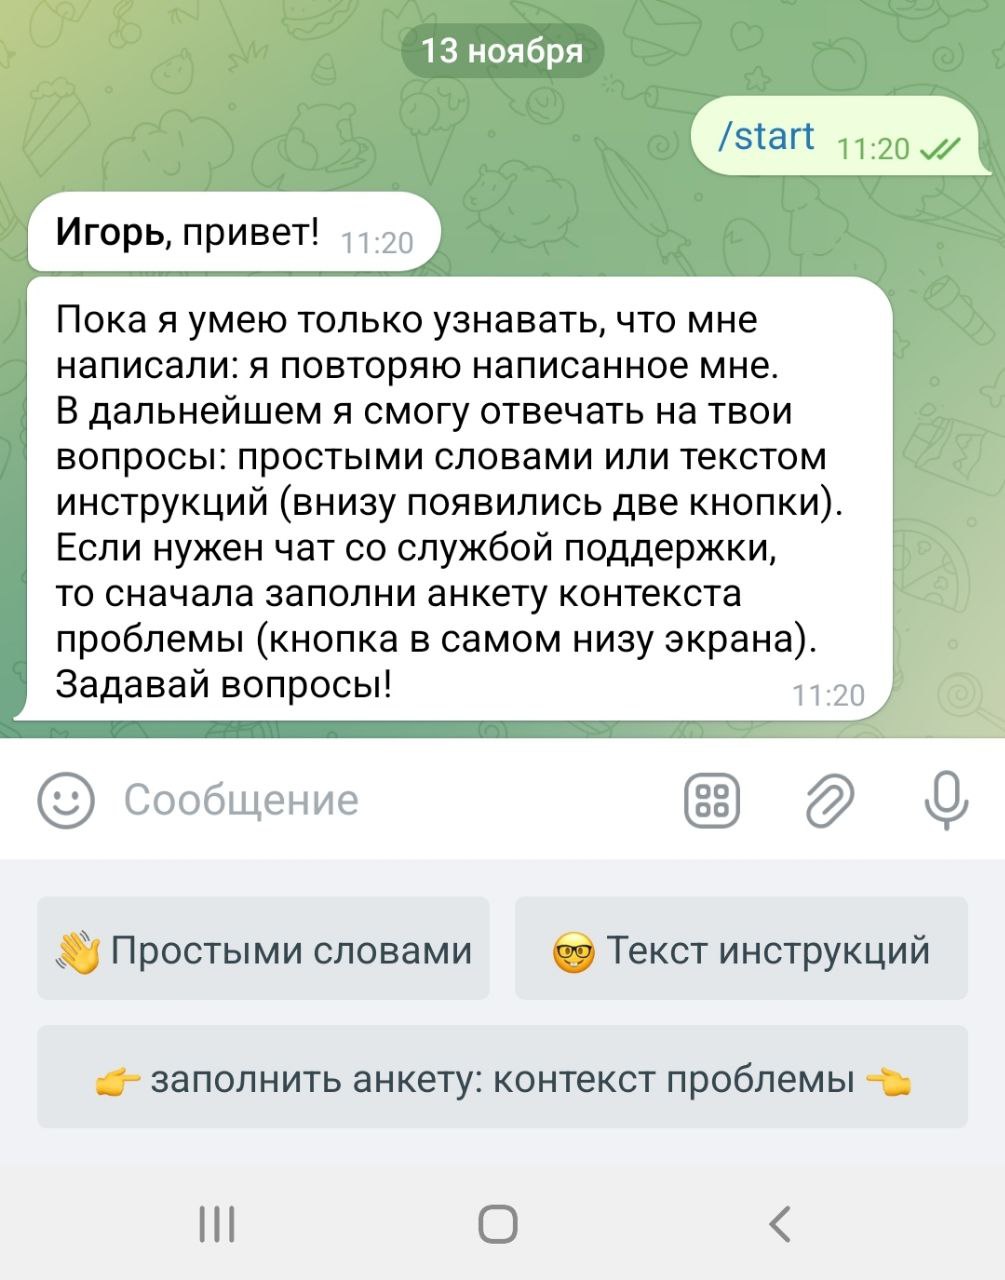 13 ноября
/start 11:20
Игорь, привет! 11:20
Пока я умею только узнавать, что мне
написали: я повторяю написанное мне.
В дальнейшем я смогу отвечать на твои
вопросы: простыми словами или текстом
инструкций (внизу появились две кнопки).
Если нужен чат со службой поддержки,
то сначала заполни анкету контекста
проблемы (кнопка в самом низу экрана).
Задавай вопросы! 11:20
Сообщение
👋 Простыми словами
🤓 Текст инструкций
👉 заполнить анкету: контекст проблемы 👈